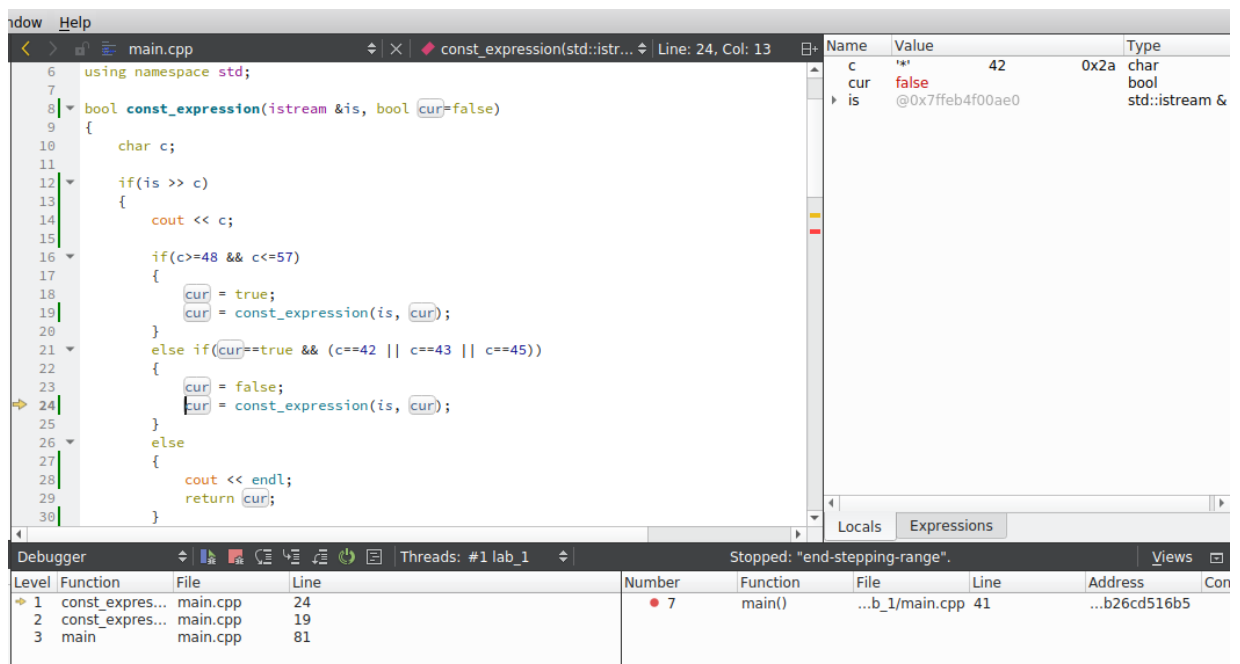 ndow Help
main.cpp const_expression(std::istr... Line: 24, Col: 13
Name Value Type
c '*' 42 0x2a char
cur false bool
is @0x7ffeb4f00ae0 std::istream &
6 using namespace std;
7
8 bool const_expression(istream &is, bool cur=false)
9 {
10 char c;
11
12 if(is >> c)
13 {
14 cout << c;
15
16 if(c>=48 && c<=57)
17 {
18 cur = true;
19 cur = const_expression(is, cur);
20 }
21 else if(cur==true && (c==42 || c==43 || c==45))
22 {
23 cur = false;
24 cur = const_expression(is, cur);
25 }
26 else
27 {
28 cout << endl;
29 return cur;
30 }
Locals Expressions
Debugger Threads: #1 lab_1 Stopped: "end-stepping-range". Views
Level Function File Line Number Function File Line Address Con
1 const_expres... main.cpp 24 7 main() ...b_1/main.cpp 41 ...b26cd516b5
2 const_expres... main.cpp 19
3 main main.cpp 81